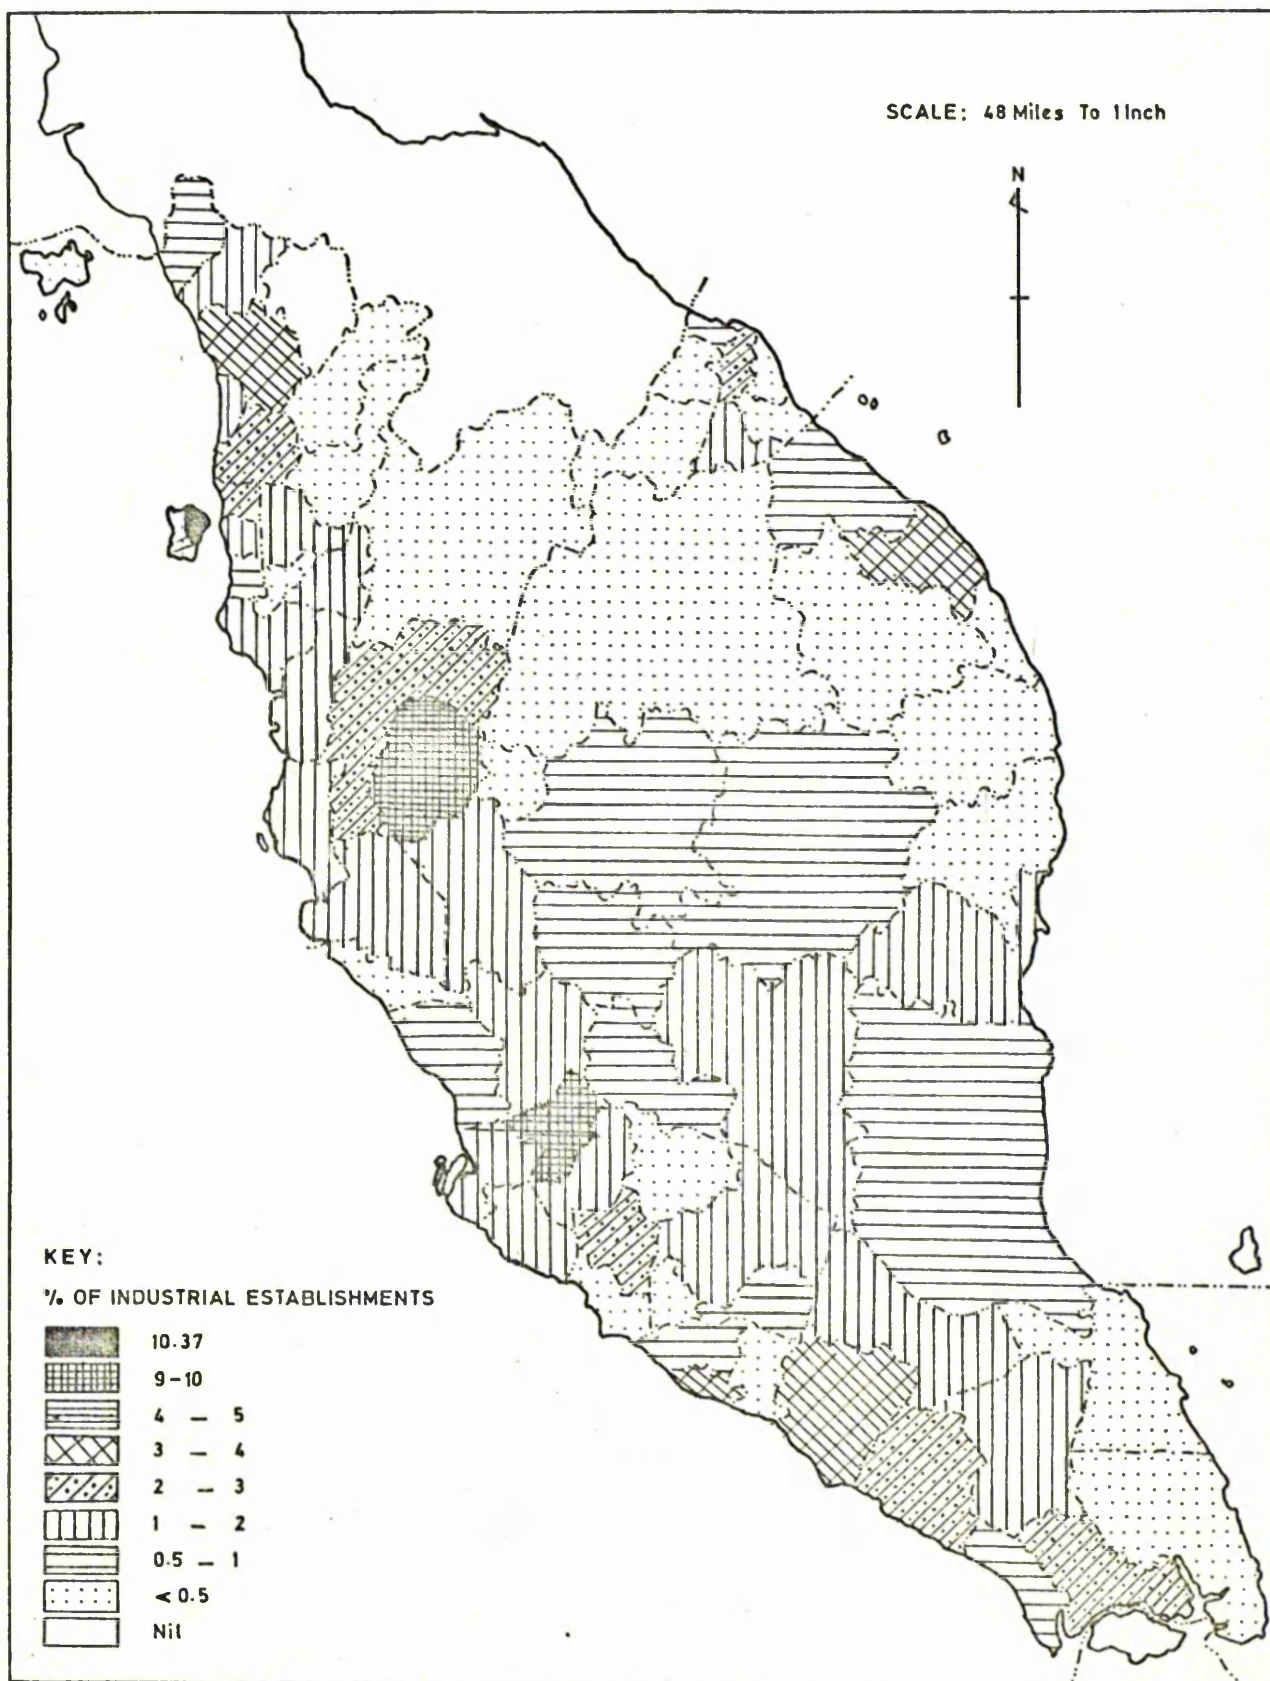 SCALE: 48 Miles To 1 Inch
N
KEY:
% OF INDUSTRIAL ESTABLISHMENTS
10.37
9-10
4 - 5
3 - 4
2 - 3
1 - 2
0.5 - 1
< 0.5
Nil